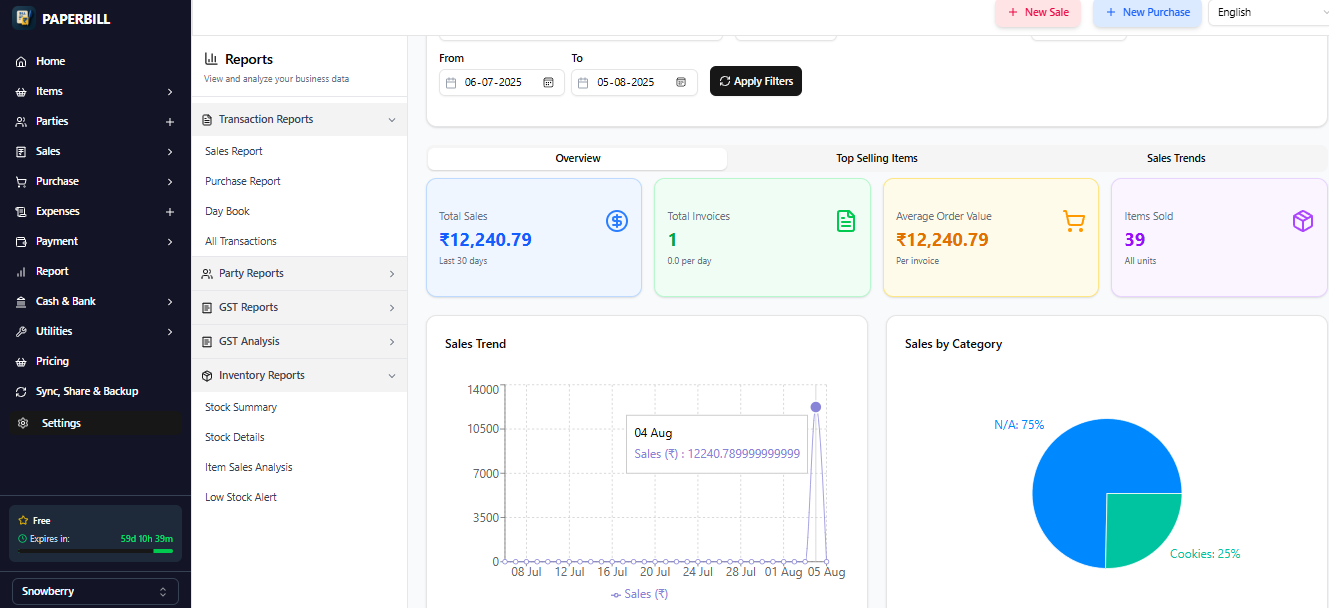 PAPERBILL
Home
Items
Parties
Sales
Purchase
Expenses
Payment
Report
Cash & Bank
Utilities
Pricing
Sync, Share & Backup
Settings
Free
Expires in: 59d 10h 39m
Snowberry
+ New Sale
+ New Purchase
English
Reports
View and analyze your business data
Transaction Reports
Sales Report
Purchase Report
Day Book
All Transactions
Party Reports
GST Reports
GST Analysis
Inventory Reports
Stock Summary
Stock Details
Item Sales Analysis
Low Stock Alert
From To
06-07-2025 05-08-2025 Apply Filters
Overview Top Selling Items Sales Trends
Total Sales
₹12,240.79
Last 30 days
Total Invoices
1
0.0 per day
Average Order Value
₹12,240.79
Per invoice
Items Sold
39
All units
Sales Trend
14000
10500
7000
3500
0
04 Aug
Sales (₹) : 12240.789999999999
08 Jul 12 Jul 16 Jul 20 Jul 24 Jul 28 Jul 01 Aug 05 Aug
Sales (₹)
Sales by Category
N/A: 75%
Cookies: 25%